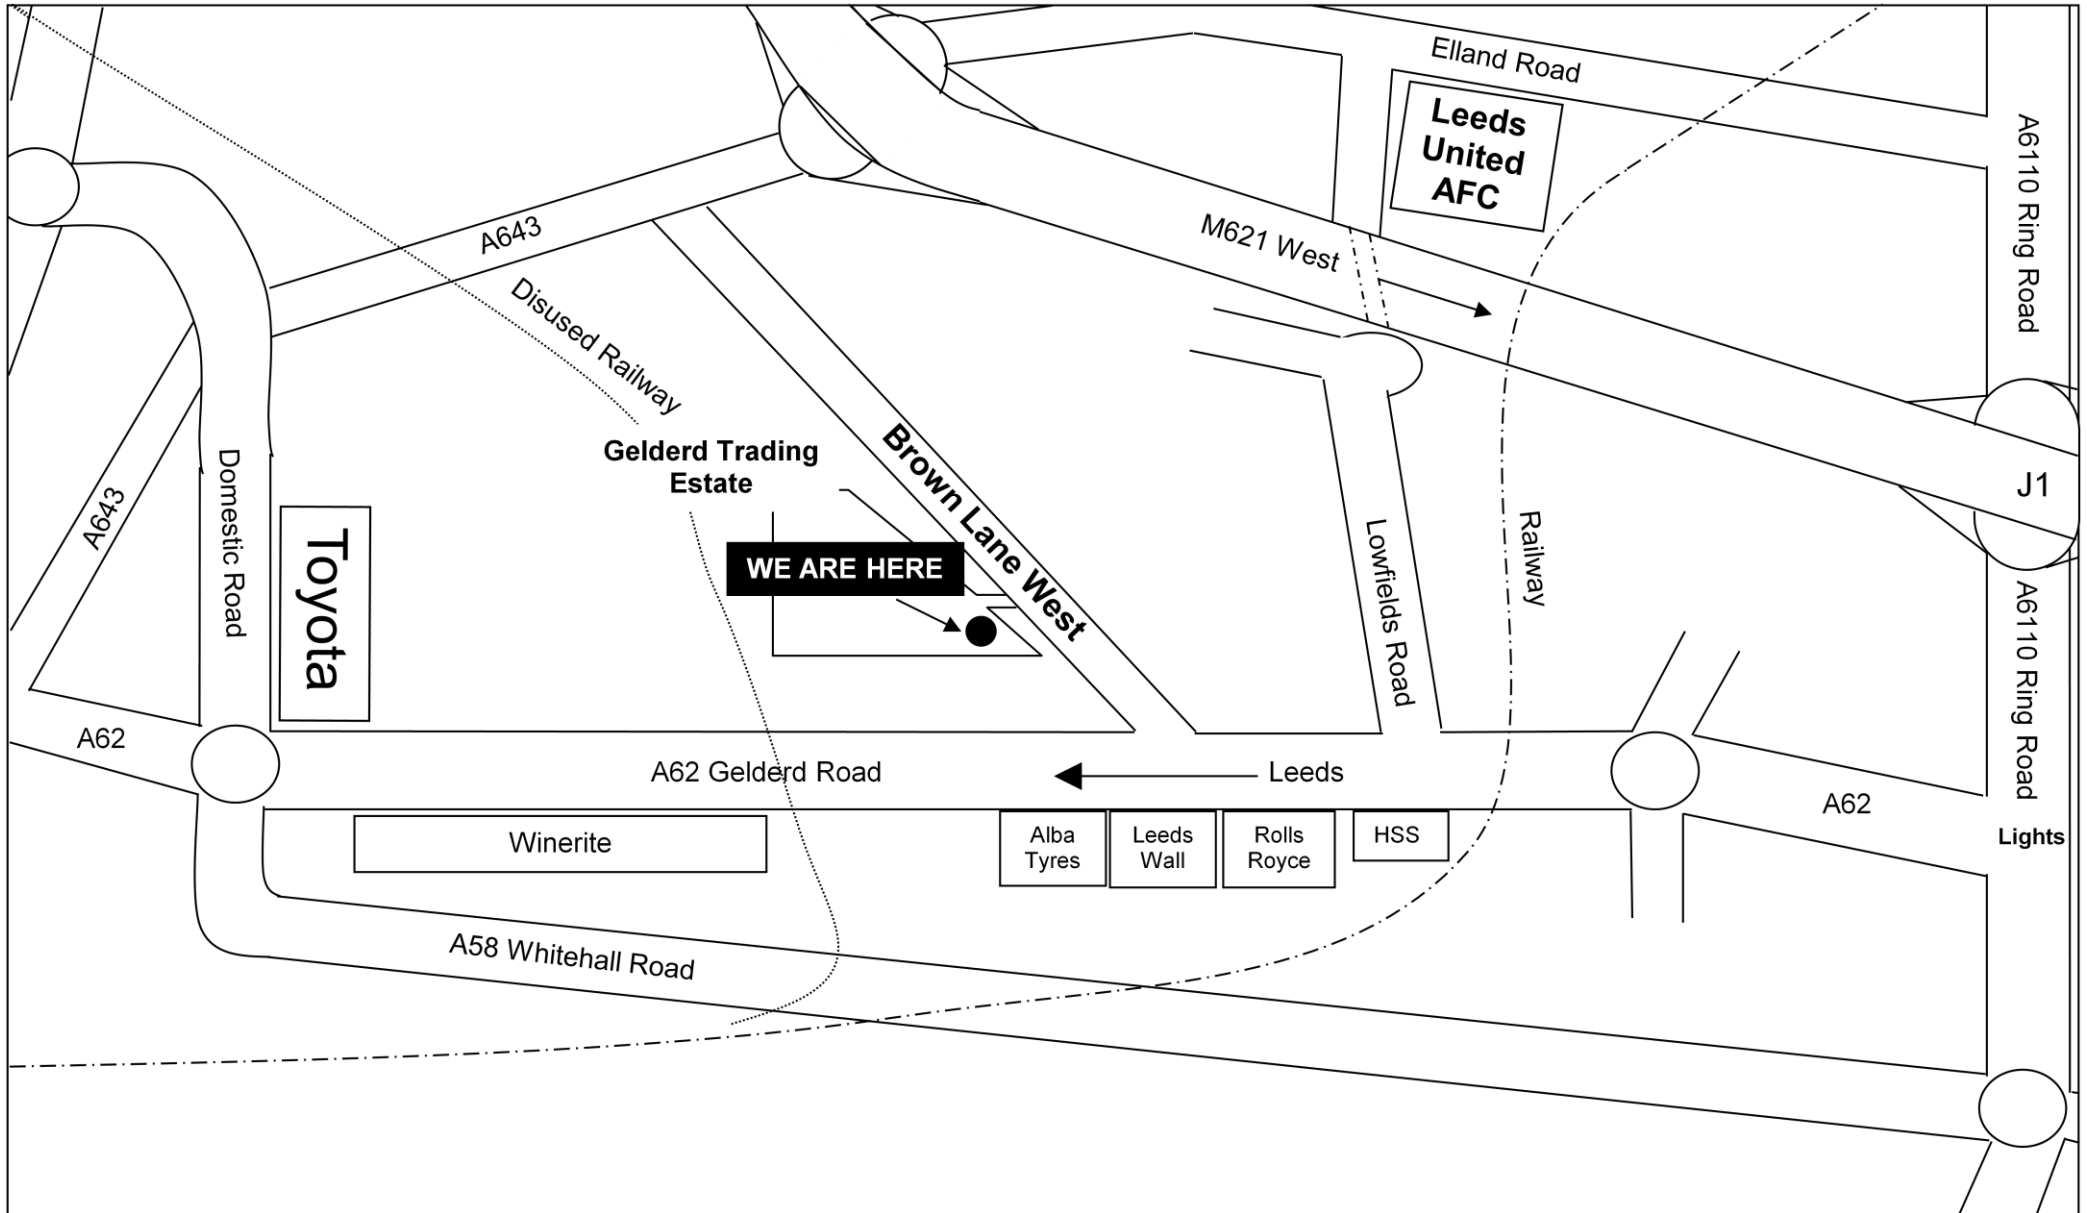 Elland Road
Leeds
United
AFC
A6110 Ring Road
M621 West
A643
Disused Railway
Gelderd Trading
Estate
Brown Lane West
WE ARE HERE
Domestic Road
A643
Toyota
Lowfields Road
Railway
J1
A6110 Ring Road
A62
A62 Gelderd Road
Leeds
A62
Lights
Winerite
Alba
Tyres
Leeds
Wall
Rolls
Royce
HSS
A58 Whitehall Road